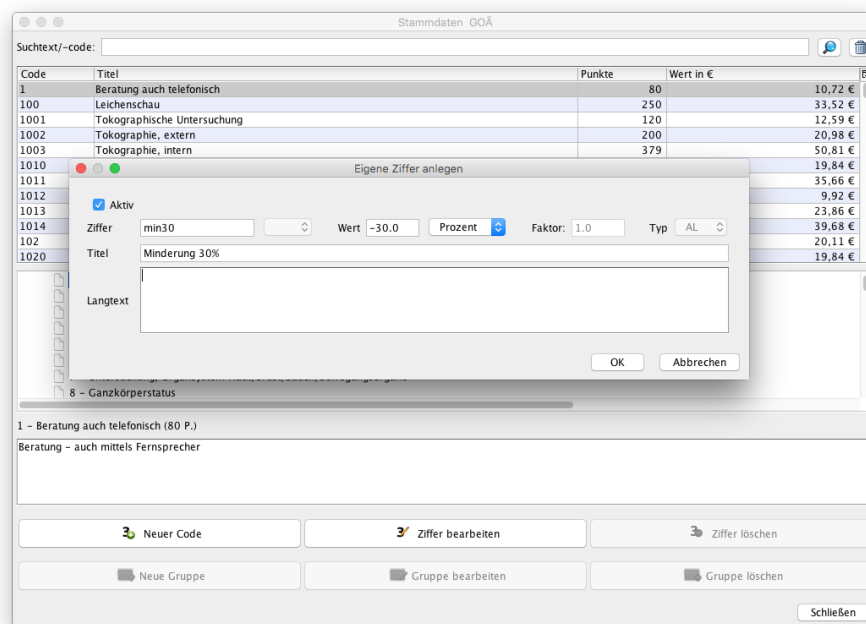 Stammdaten GOÄ
Suchtext/-code:
Code Titel Punkte Wert in €
1 Beratung auch telefonisch 80 10,72 €
100 Leichenschau 250 33,52 €
1001 Tokographische Untersuchung 120 12,59 €
1002 Tokographie, extern 200 20,98 €
1003 Tokographie, intern 379 50,81 €
1010 19,84 €
1011 35,66 €
1012 9,92 €
1013 23,86 €
1014 39,68 €
102 20,11 €
1020 19,84 €
Eigene Ziffer anlegen
Aktiv
Ziffer min30 Wert -30.0 Prozent Faktor: 1.0 Typ AL
Titel Minderung 30%
Langtext
OK Abbrechen
8 – Ganzkörperstatus
1 – Beratung auch telefonisch (80 P.)
Beratung – auch mittels Fernsprecher
Neuer Code Ziffer bearbeiten Ziffer löschen
Neue Gruppe Gruppe bearbeiten Gruppe löschen
Schließen